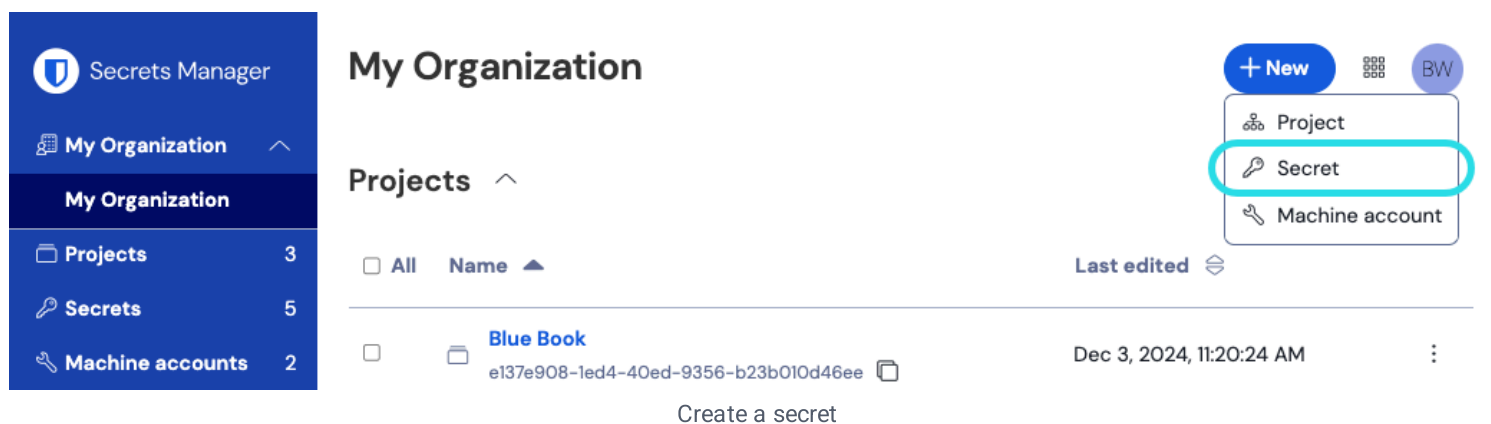 Secrets Manager
My Organization
My Organization
Projects 3
Secrets 5
Machine accounts 2
My Organization
New
BW
Project
Secret
Machine account
Projects
All Name Last edited
Blue Book
e137e908-1ed4-40ed-9356-b23b010d46ee
Dec 3, 2024, 11:20:24 AM
Create a secret